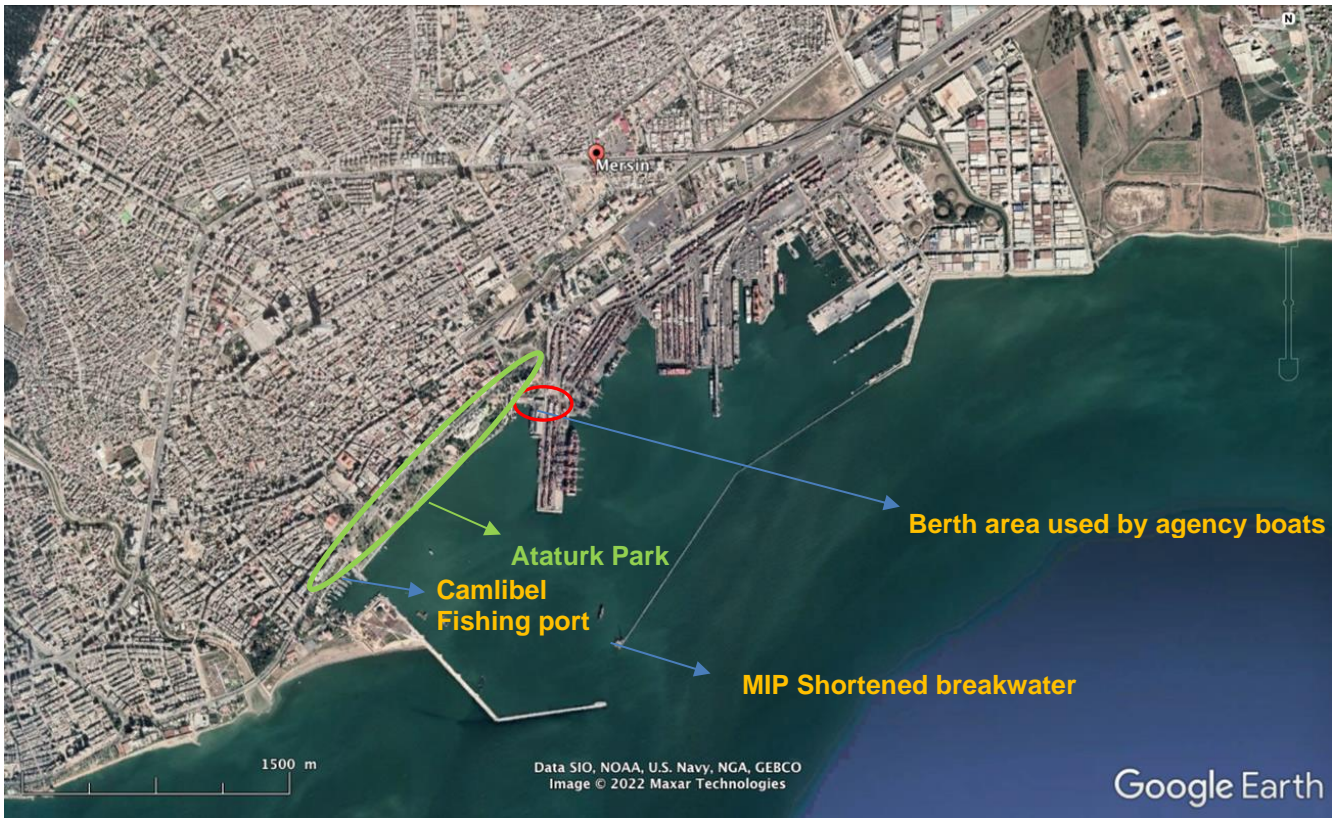 N
Mersin
Berth area used by agency boats
Ataturk Park
Camlibel
Fishing port
MIP Shortened breakwater
1500 m
Data SIO, NOAA, U.S. Navy, NGA, GEBCO
Image © 2022 Maxar Technologies
Google Earth